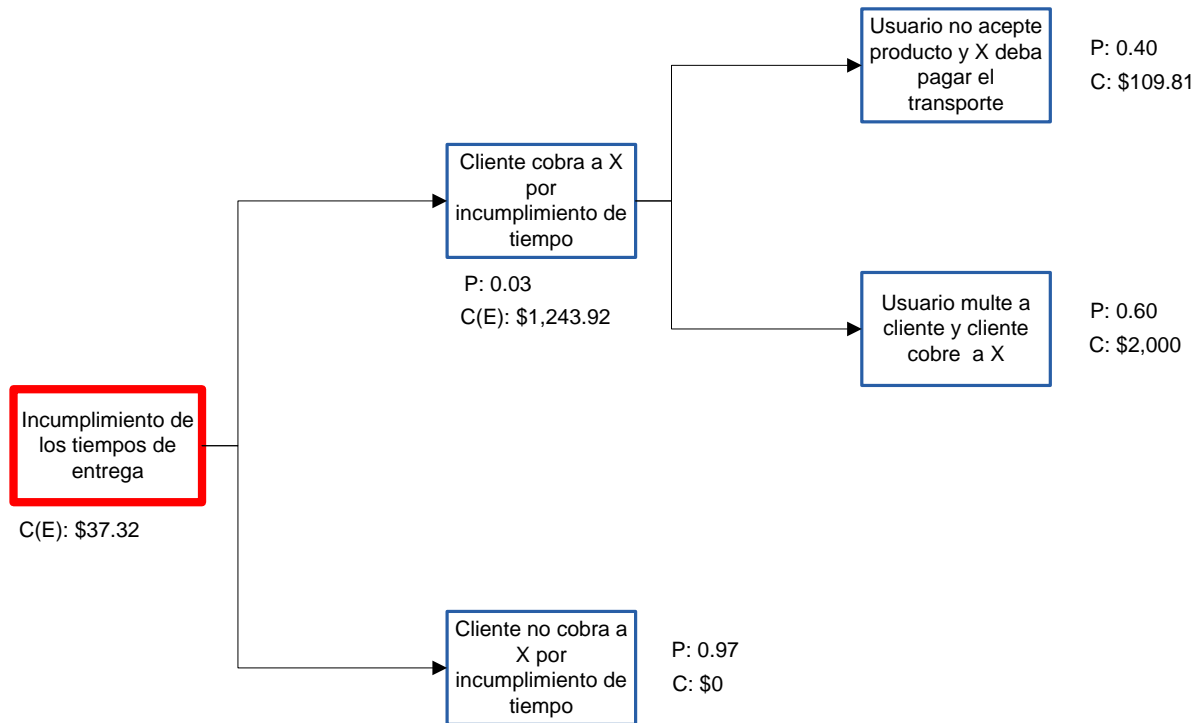 Usuario no acepte
producto y X deba
pagar el
transporte
P: 0.40
C: $109.81
Cliente cobra a X
por
incumplimiento de
tiempo
P: 0.03
C(E): $1,243.92
Usuario multe a
cliente y cliente
cobre a X
P: 0.60
C: $2,000
Incumplimiento de
los tiempos de
entrega
C(E): $37.32
Cliente no cobra a
X por
incumplimiento de
tiempo
P: 0.97
C: $0